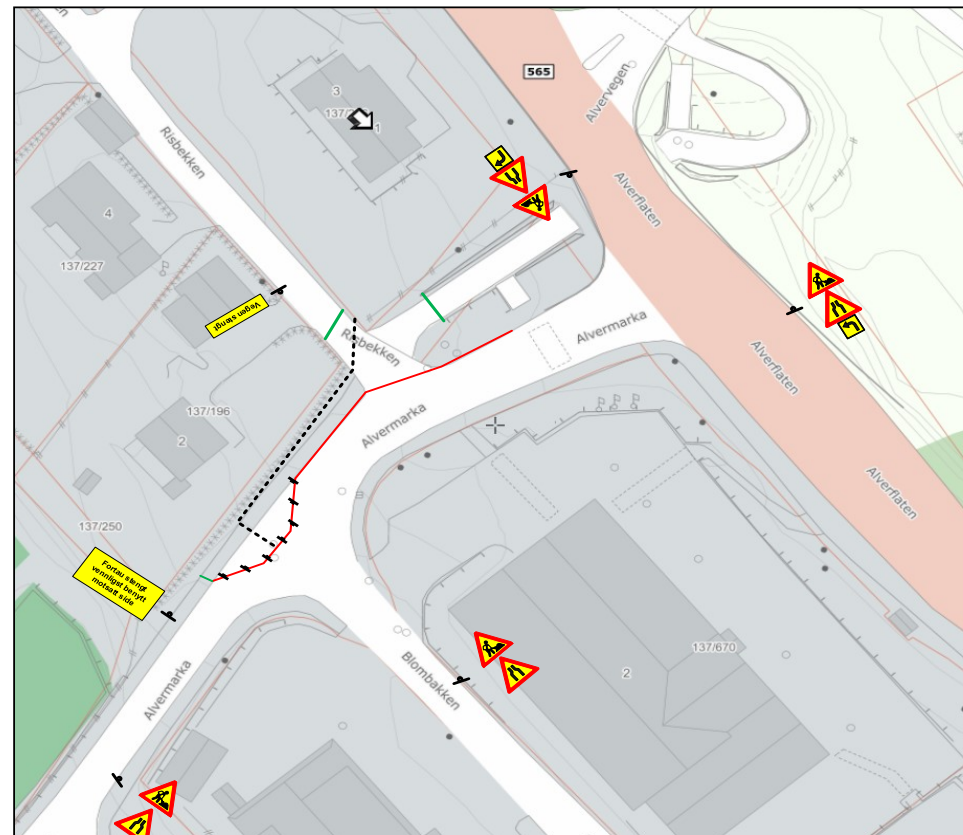 565
Alvervegen
3
1
Risbekken
4
137/227
Alverflaten
Vegen stengt
Risbekken
Alvermarka
Alverflaten
137/196
2
Alvermarka
Alverflaten
137/250
Fortau stengt
vennligst benytt
motsatt side
Alvermarka
Blombakken
137/670
2